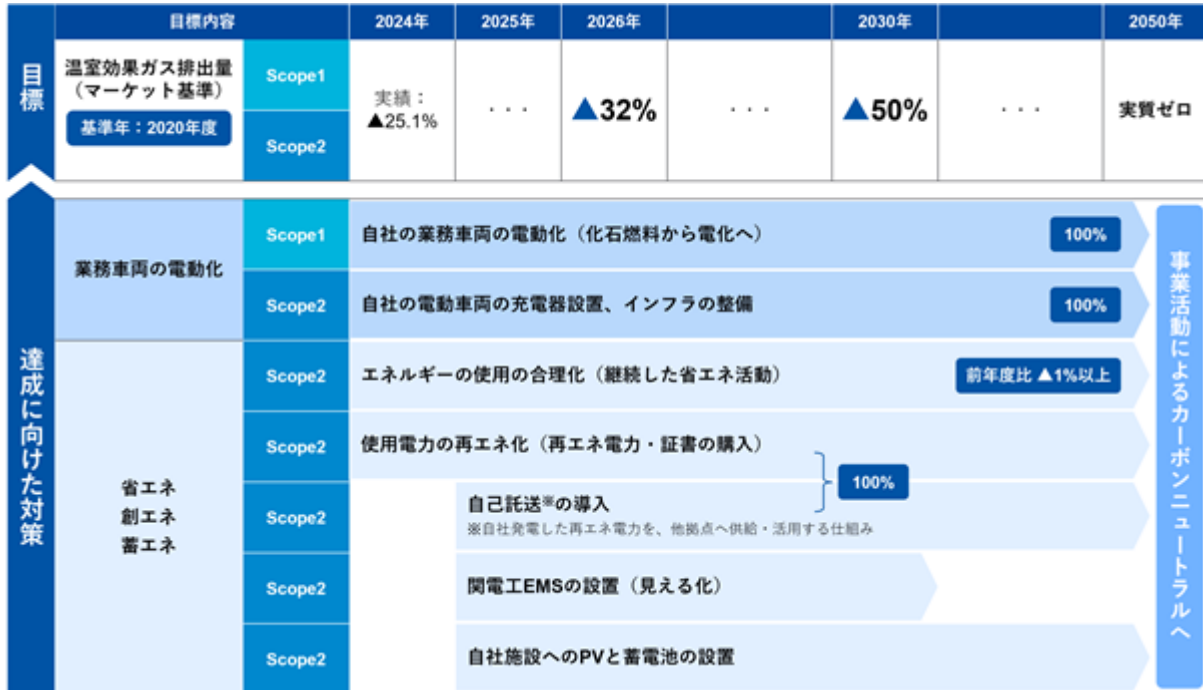 目標内容 2024年 2025年 2026年 2030年 2050年
目標
温室効果ガス排出量
（マーケット基準）
基準年：2020年度
Scope1
Scope2
実績：
▲25.1%
・・・
▲32%
・・・
▲50%
・・・
実質ゼロ
達成に向けた対策
業務車両の電動化
Scope1 自社の業務車両の電動化（化石燃料から電化へ） 100%
Scope2 自社の電動車両の充電器設置、インフラの整備 100%
省エネ
創エネ
蓄エネ
Scope2 エネルギーの使用の合理化（継続した省エネ活動） 前年度比 ▲1%以上
Scope2 使用電力の再エネ化（再エネ電力・証書の購入）
100%
Scope2 自己託送※の導入
※自社発電した再エネ電力を、他拠点へ供給・活用する仕組み
Scope2 関電工EMSの設置（見える化）
Scope2 自社施設へのPVと蓄電池の設置
事業活動によるカーボンニュートラルへ